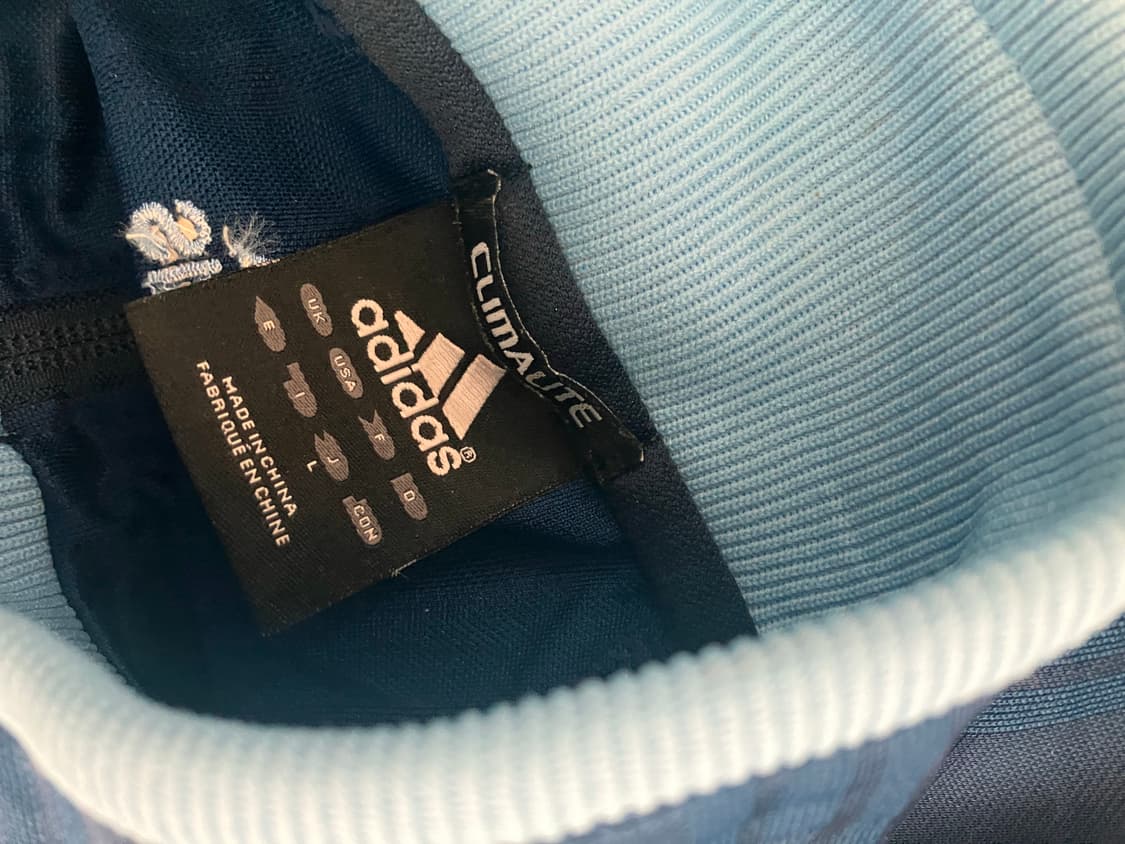 CLIMALITE
adidas®
UK USA F D
E I J CON
L
MADE IN CHINA
FABRIQUÉ EN CHINE